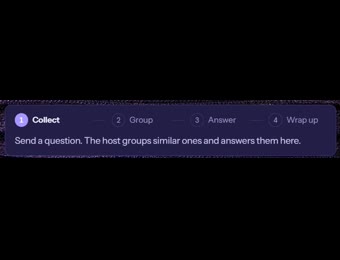 1 Collect 2 Group 3 Answer 4 Wrap up
Send a question. The host groups similar ones and answers them here.